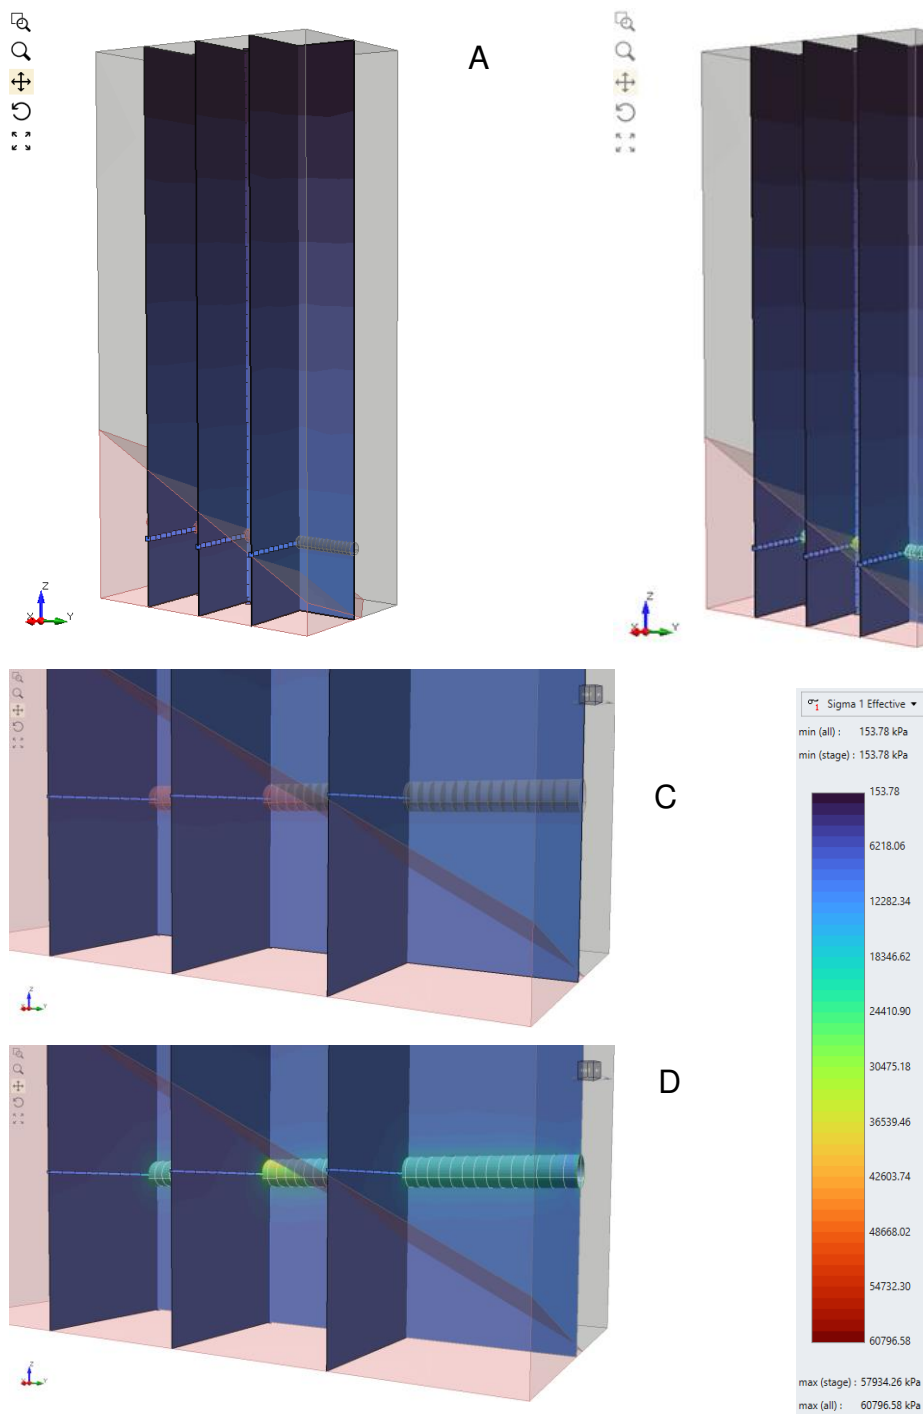 A
Z
X
Y
Z
X
Y
C
Z
X
Y
D
Z
X
Y
σ1 Sigma 1 Effective
min (all) : 153.78 kPa
min (stage) : 153.78 kPa
153.78
6218.06
12282.34
18346.62
24410.90
30475.18
36539.46
42603.74
48668.02
54732.30
60796.58
max (stage) : 57934.26 kPa
max (all) : 60796.58 kPa